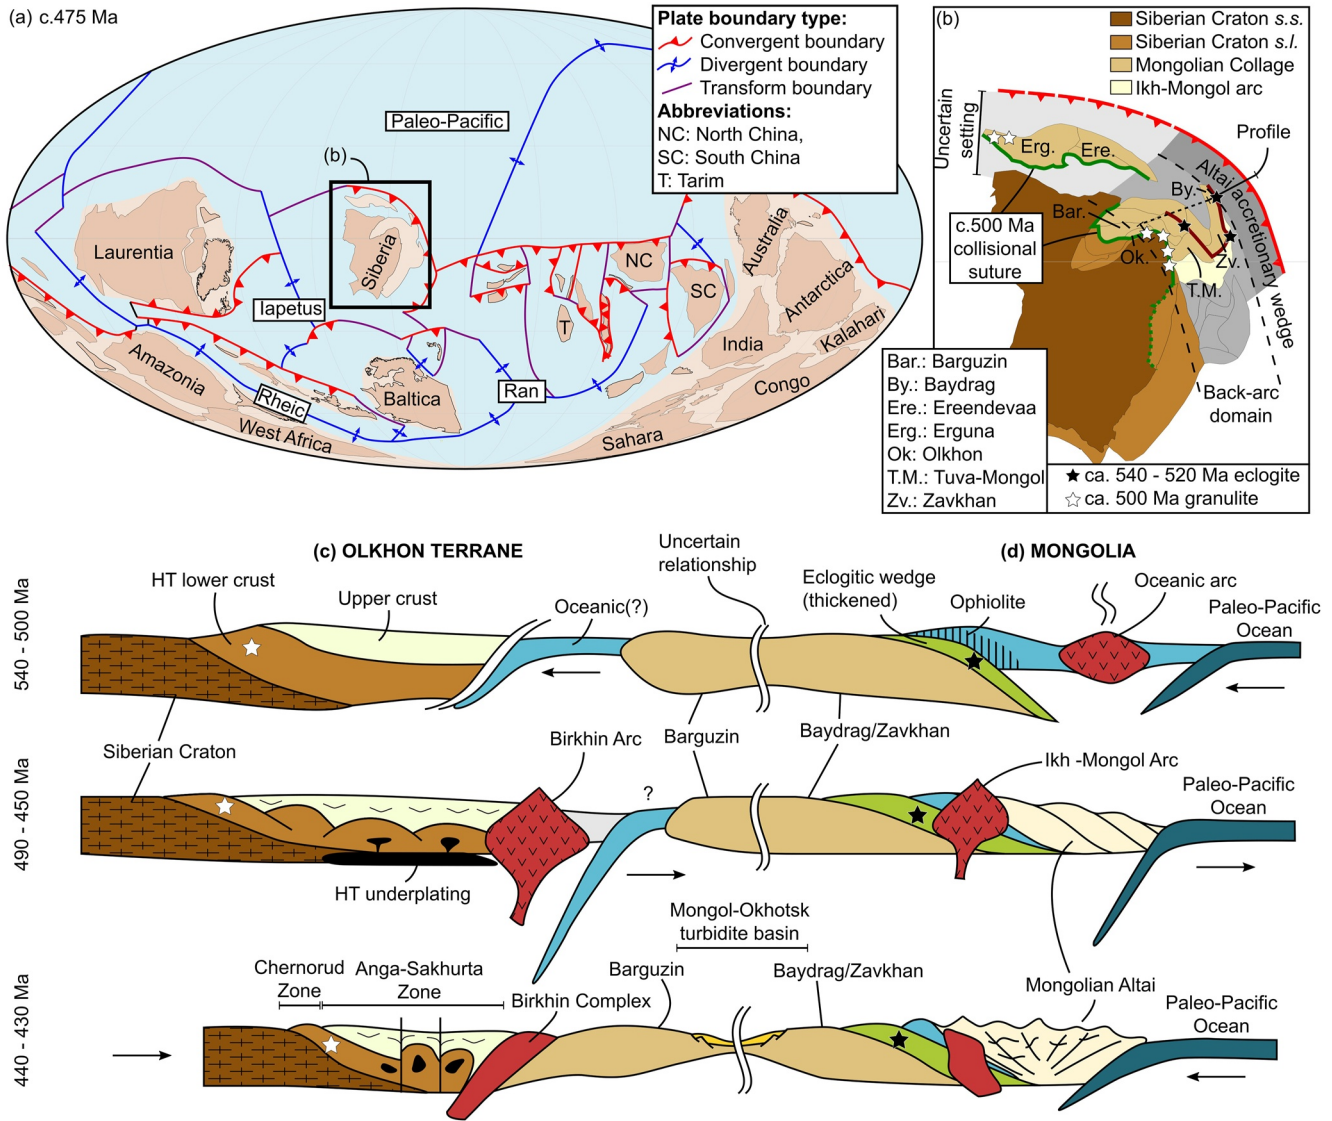 (a) c.475 Ma
Plate boundary type:
Convergent boundary
Divergent boundary
Transform boundary
Abbreviations:
NC: North China,
SC: South China
T: Tarim
Paleo-Pacific
(b)
Laurentia
Siberia
Iapetus
Amazonia
Rheic
West Africa
Baltica
Ran
T
NC
SC
Australia
Antarctica
India
Kalahari
Congo
Sahara
(b)
Siberian Craton s.s.
Siberian Craton s.l.
Mongolian Collage
Ikh-Mongol arc
Uncertain
setting
Profile
Erg.
Ere.
Altai accretionary wedge
By.
Bar.
c.500 Ma
collisional
suture
Ok.
Zv.
T.M.
Back-arc
domain
Bar.: Barguzin
By.: Baydrag
Ere.: Ereendevaa
Erg.: Erguna
Ok: Olkhon
T.M.: Tuva-Mongol
Zv.: Zavkhan
ca. 540 - 520 Ma eclogite
ca. 500 Ma granulite
(c) OLKHON TERRANE
(d) MONGOLIA
540 - 500 Ma
HT lower crust
Upper crust
Oceanic(?)
Uncertain
relationship
Eclogitic wedge
(thickened)
Ophiolite
Oceanic arc
Paleo-Pacific
Ocean
Siberian Craton
Barguzin
Baydrag/Zavkhan
490 - 450 Ma
Birkhin Arc
?
Ikh -Mongol Arc
Paleo-Pacific
Ocean
HT underplating
Mongol-Okhotsk
turbidite basin
440 - 430 Ma
Chernorud
Zone
Anga-Sakhurta
Zone
Birkhin Complex
Barguzin
Baydrag/Zavkhan
Mongolian Altai
Paleo-Pacific
Ocean